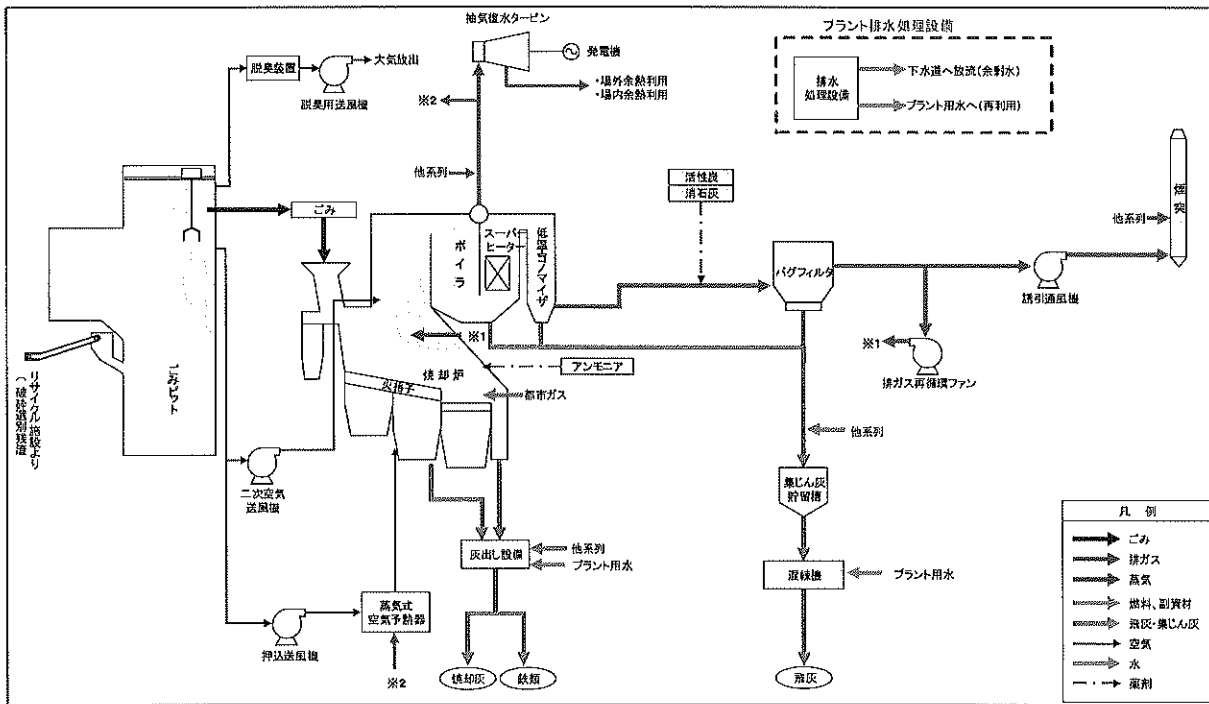 抽気復水タービン
発電機
・場外余熱利用
・場内余熱利用
プラント排水処理設備
排水
処理設備
下水道へ放流(余剰水)
プラント用水へ(再利用)
脱臭装置
大気放出
脱臭用送風機
※2
他系列
ごみ
活性炭
消石灰
煙突
他系列
ボイラ
スーパー
ヒーター
低温エコノマイザ
バグフィルタ
誘引通風機
※1
排ガス再循環ファン
※1
アンモニア
焼却炉
火格子
都市ガス
ごみピット
リサイクル施設より
(破砕選別残渣
二次空気
送風機
他系列
集じん灰
貯留槽
灰出し設備
他系列
プラント用水
混練機
プラント用水
蒸気式
空気予熱器
押込送風機
※2
焼却灰
鉄類
飛灰
凡 例
ごみ
排ガス
蒸気
燃料、副資材
飛灰・集じん灰
空気
水
薬剤